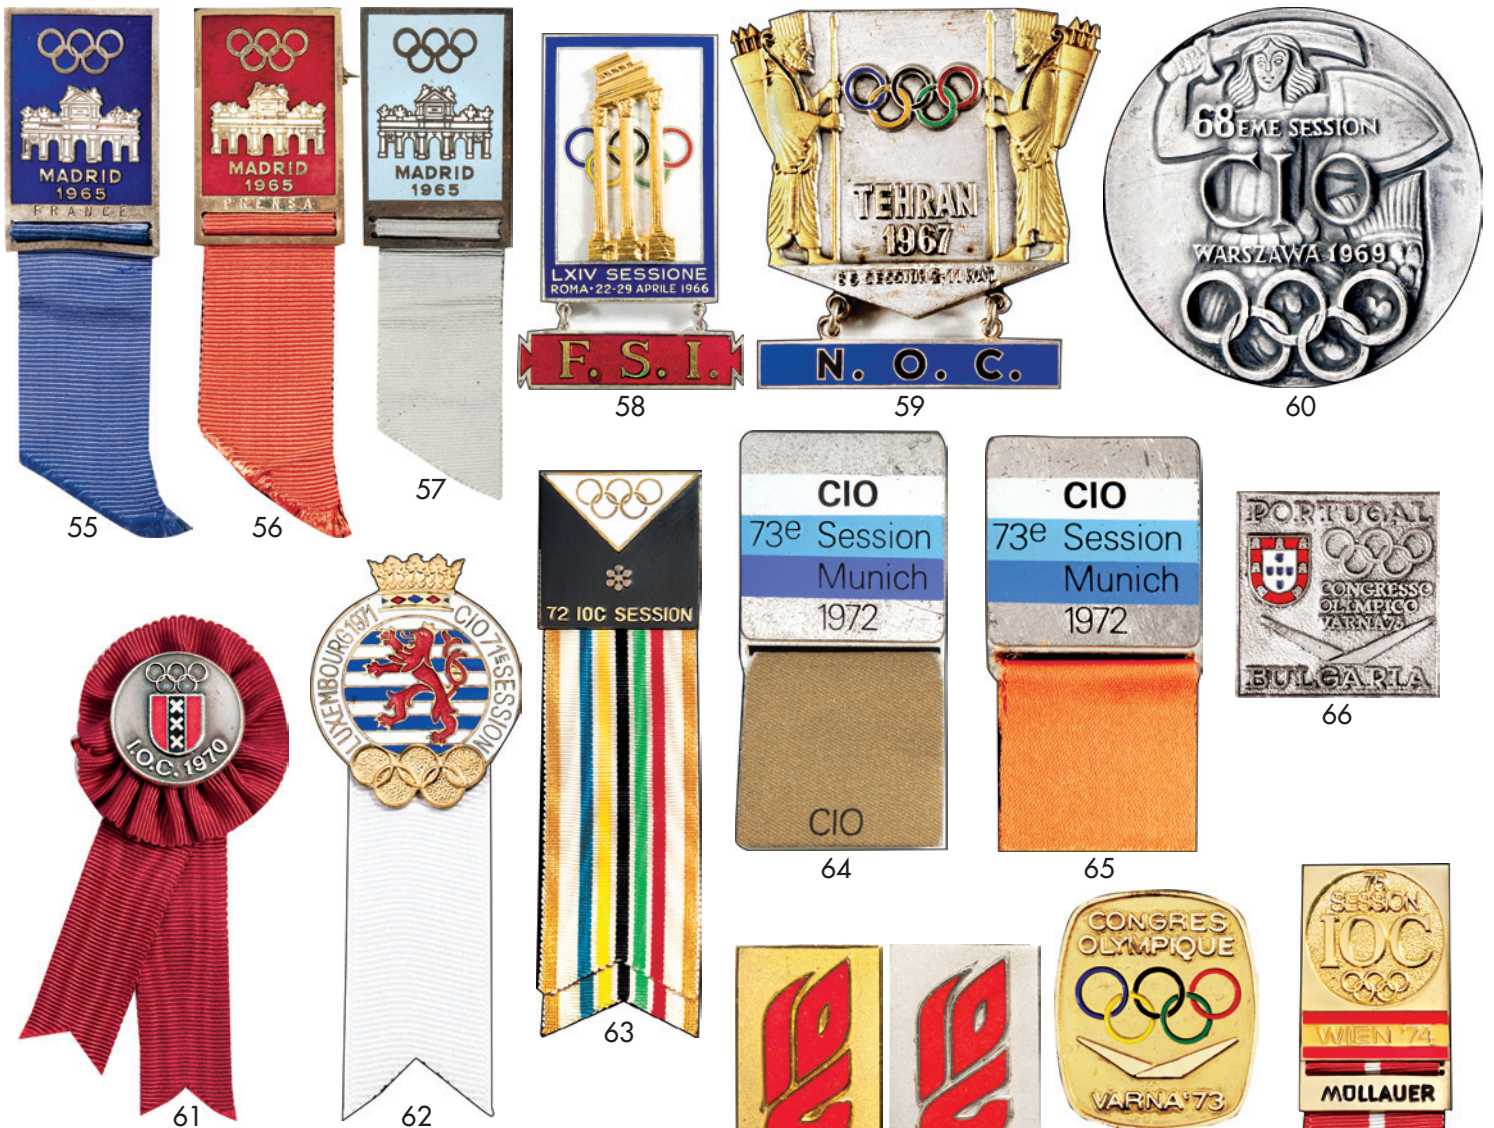 MADRID
1965
FRANCE
55
MADRID
1965
PRENSA
56
MADRID
1965
57
LXIV SESSIONE
ROMA • 22-29 APRILE 1966
F. S. I.
58
TEHRAN
1967
N. O. C.
59
68EME SESSION
CIO
WARSZAWA 1969
60
I.O.C. 1970
61
LUXEMBOURG 1971 CIO 71E SESSION
62
72 IOC SESSION
63
CIO
73e Session
Munich
1972
CIO
64
CIO
73e Session
Munich
1972
65
PORTUGAL
CONGRESSO
OLIMPICO
VARNA'73
BULGARIA
66
CONGRES
OLYMPIQUE
VARNA'73
75
SESSION
IOC
WIEN '74
MÜLLAUER